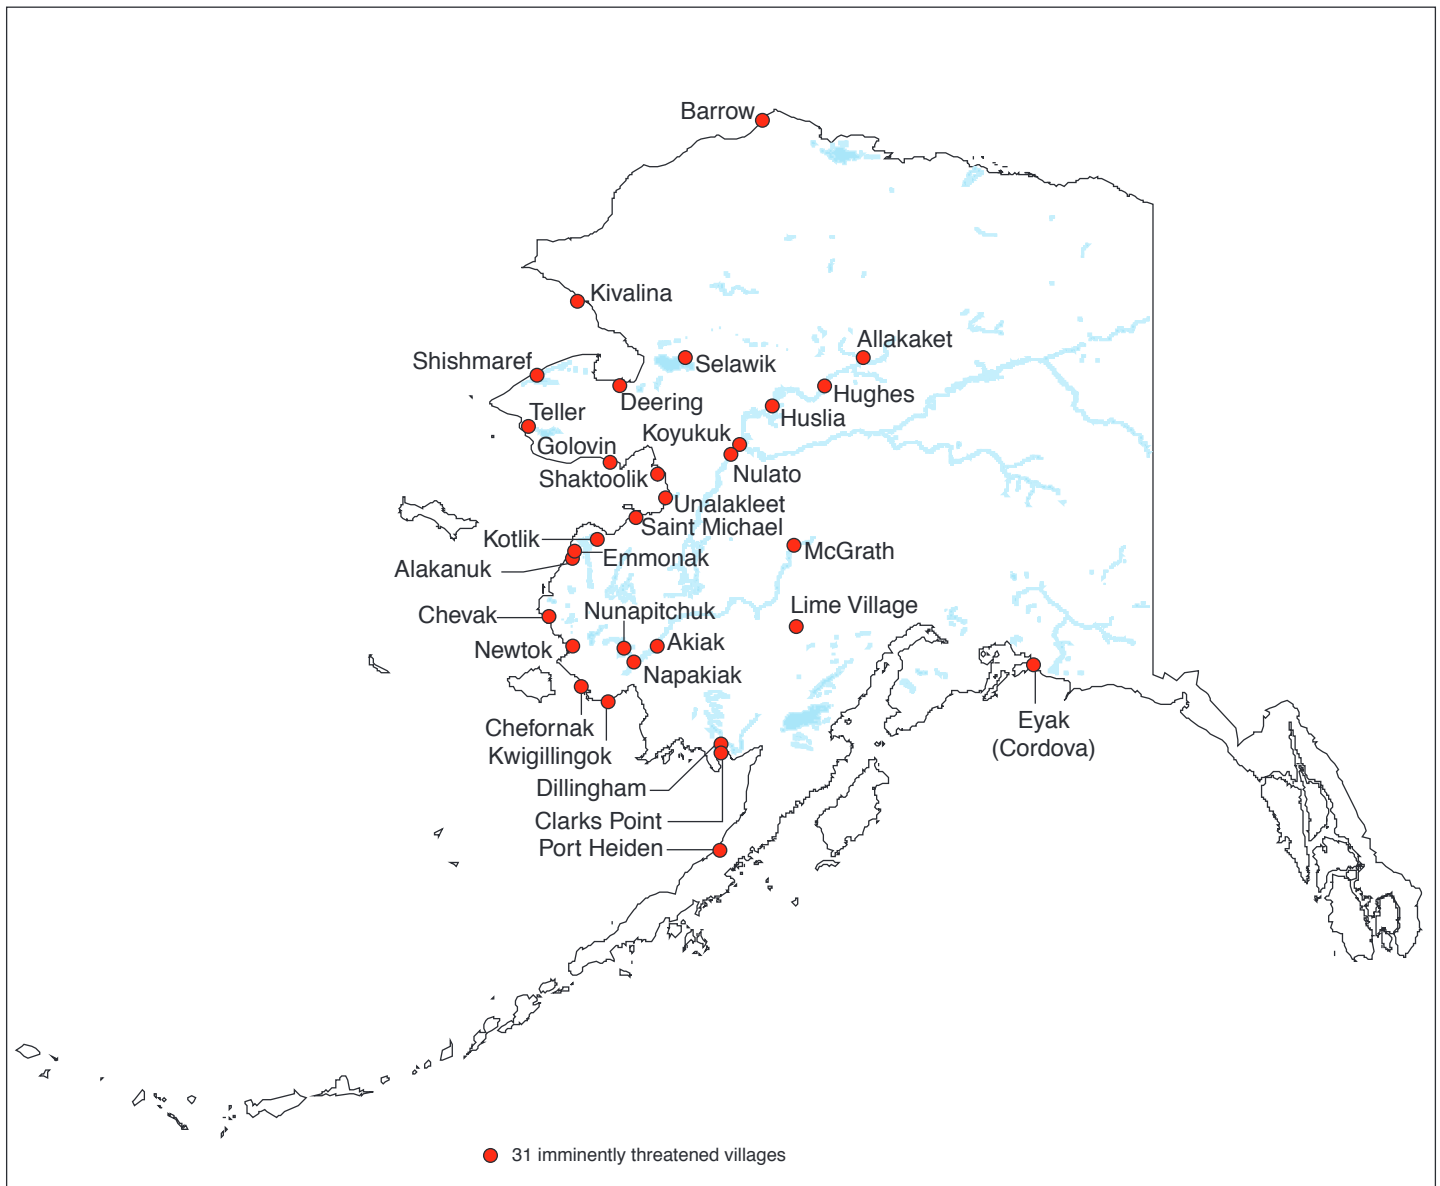 Barrow
Kivalina
Allakaket
Shishmaref
Selawik
Hughes
Deering
Teller
Huslia
Koyukuk
Golovin
Nulato
Shaktoolik
Unalakleet
Saint Michael
Kotlik
McGrath
Emmonak
Alakanuk
Lime Village
Nunapitchuk
Chevak
Akiak
Newtok
Napakiak
Eyak
(Cordova)
Chefornak
Kwigillingok
Dillingham
Clarks Point
Port Heiden
31 imminently threatened villages